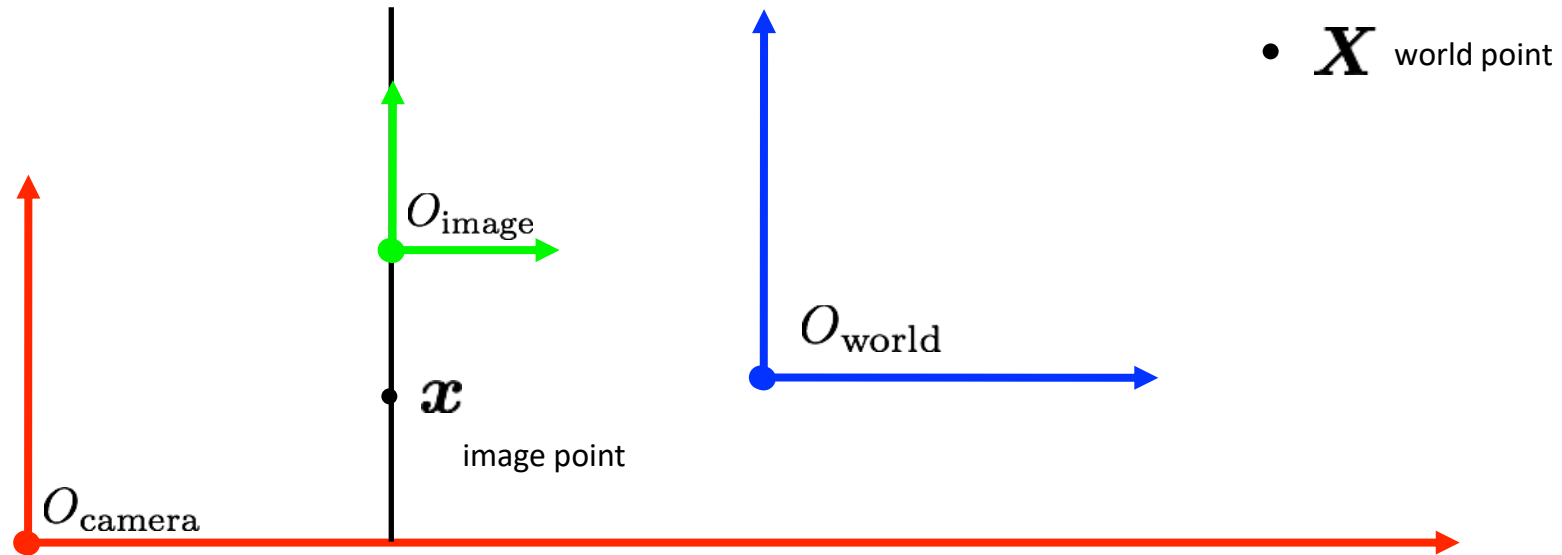 X world point
O_image
O_world
x
image point
O_camera